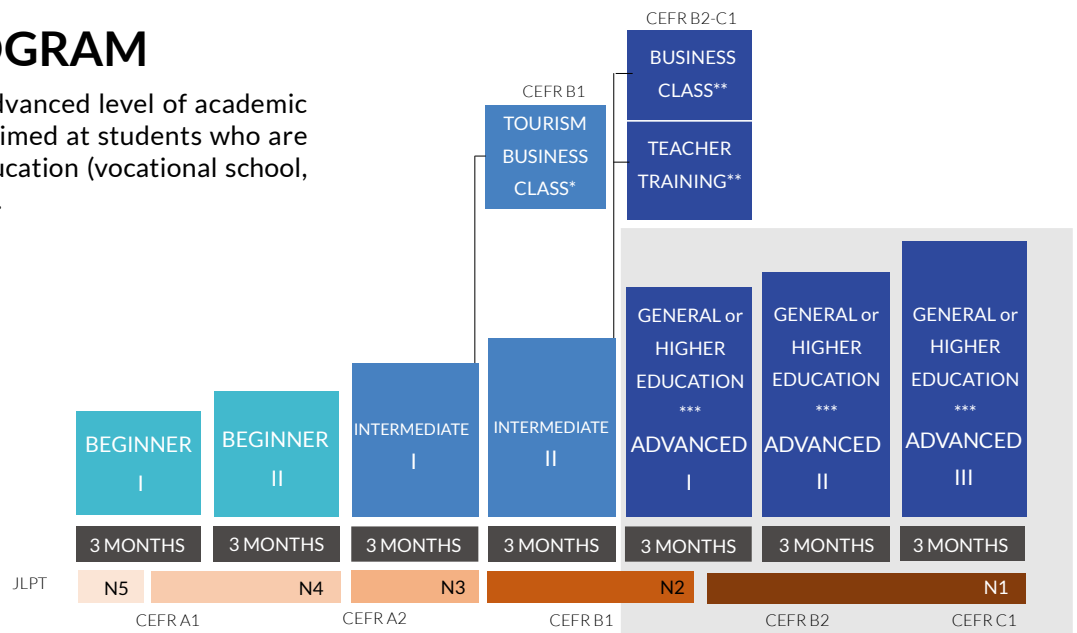 OGRAM
dvanced level of academic
imed at students who are
ucation (vocational school,
.
CEFR B2-C1
BUSINESS
CLASS**
TEACHER
TRAINING**
CEFR B1
TOURISM
BUSINESS
CLASS*
BEGINNER
I
BEGINNER
II
INTERMEDIATE
I
INTERMEDIATE
II
GENERAL or
HIGHER
EDUCATION
***
ADVANCED
I
GENERAL or
HIGHER
EDUCATION
***
ADVANCED
II
GENERAL or
HIGHER
EDUCATION
***
ADVANCED
III
3 MONTHS
3 MONTHS
3 MONTHS
3 MONTHS
3 MONTHS
3 MONTHS
3 MONTHS
JLPT
N5
N4
N3
N2
N1
CEFR A1
CEFR A2
CEFR B1
CEFR B2
CEFR C1